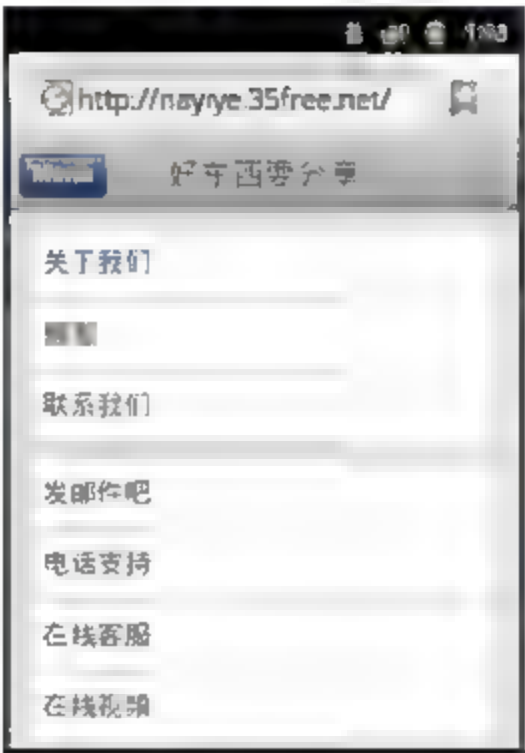 http://nayiye.35free.net/
好东西要分享
关于我们
联系我们
发邮件吧
电话支持
在线客服
在线视频